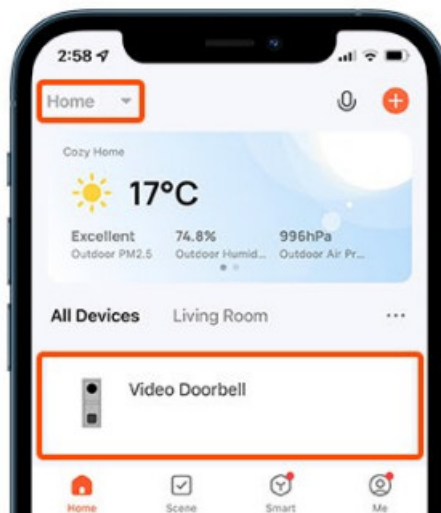 2:58
Home
Cozy Home
17°C
Excellent 74.8% 996hPa
Outdoor PM2.5 Outdoor Humid... Outdoor Air Pr...
All Devices Living Room ...
Video Doorbell
Home Scene Smart Me